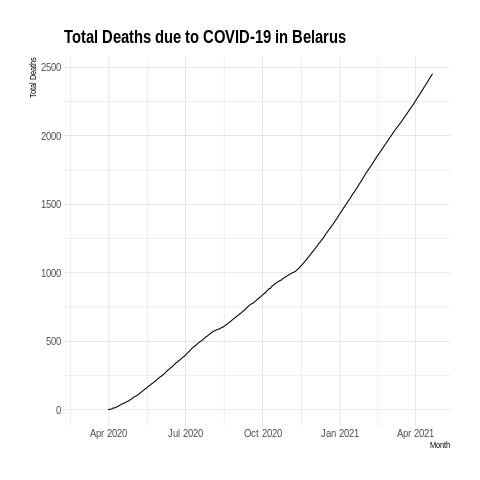 Total Deaths due to COVID-19 in Belarus
Total Deaths
2500
2000
1500
1000
500
0
Apr 2020 Jul 2020 Oct 2020 Jan 2021 Apr 2021
Month